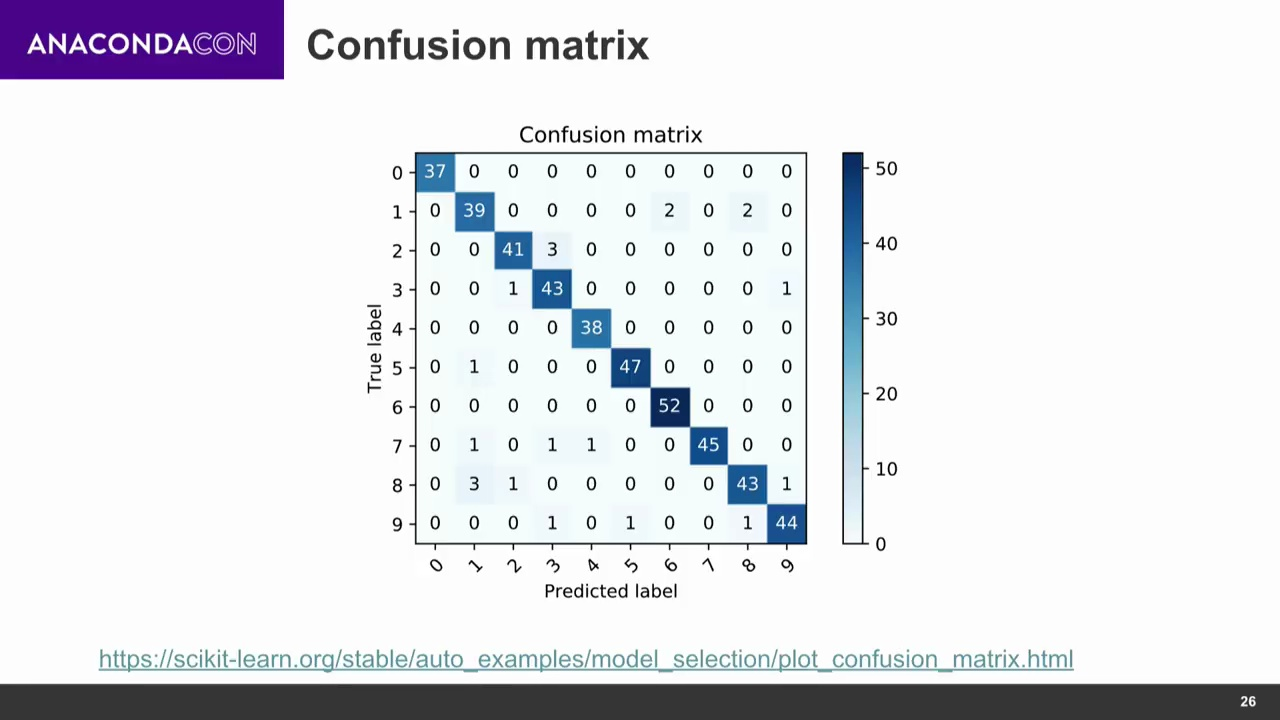 ANACONDACON
Confusion matrix
Confusion matrix
0 37 0 0 0 0 0 0 0 0 0
1 0 39 0 0 0 0 2 0 2 0
2 0 0 41 3 0 0 0 0 0 0
3 0 0 1 43 0 0 0 0 0 1
4 0 0 0 0 38 0 0 0 0 0
5 0 1 0 0 0 47 0 0 0 0
6 0 0 0 0 0 0 52 0 0 0
7 0 1 0 1 1 0 0 45 0 0
8 0 3 1 0 0 0 0 0 43 1
9 0 0 0 1 0 1 0 0 1 44
0 1 2 3 4 5 6 7 8 9
True label
Predicted label
50
40
30
20
10
0
https://scikit-learn.org/stable/auto_examples/model_selection/plot_confusion_matrix.html
26